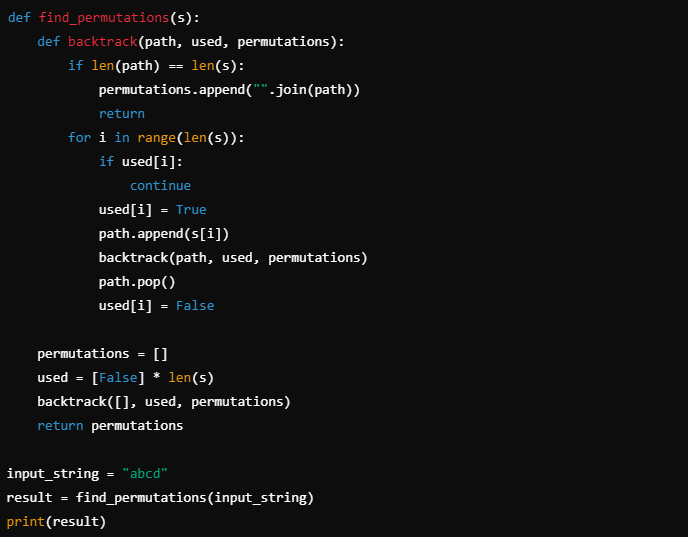 def find_permutations(s):
    def backtrack(path, used, permutations):
        if len(path) == len(s):
            permutations.append("".join(path))
            return
        for i in range(len(s)):
            if used[i]:
                continue
            used[i] = True
            path.append(s[i])
            backtrack(path, used, permutations)
            path.pop()
            used[i] = False

    permutations = []
    used = [False] * len(s)
    backtrack([], used, permutations)
    return permutations

input_string = "abcd"
result = find_permutations(input_string)
print(result)